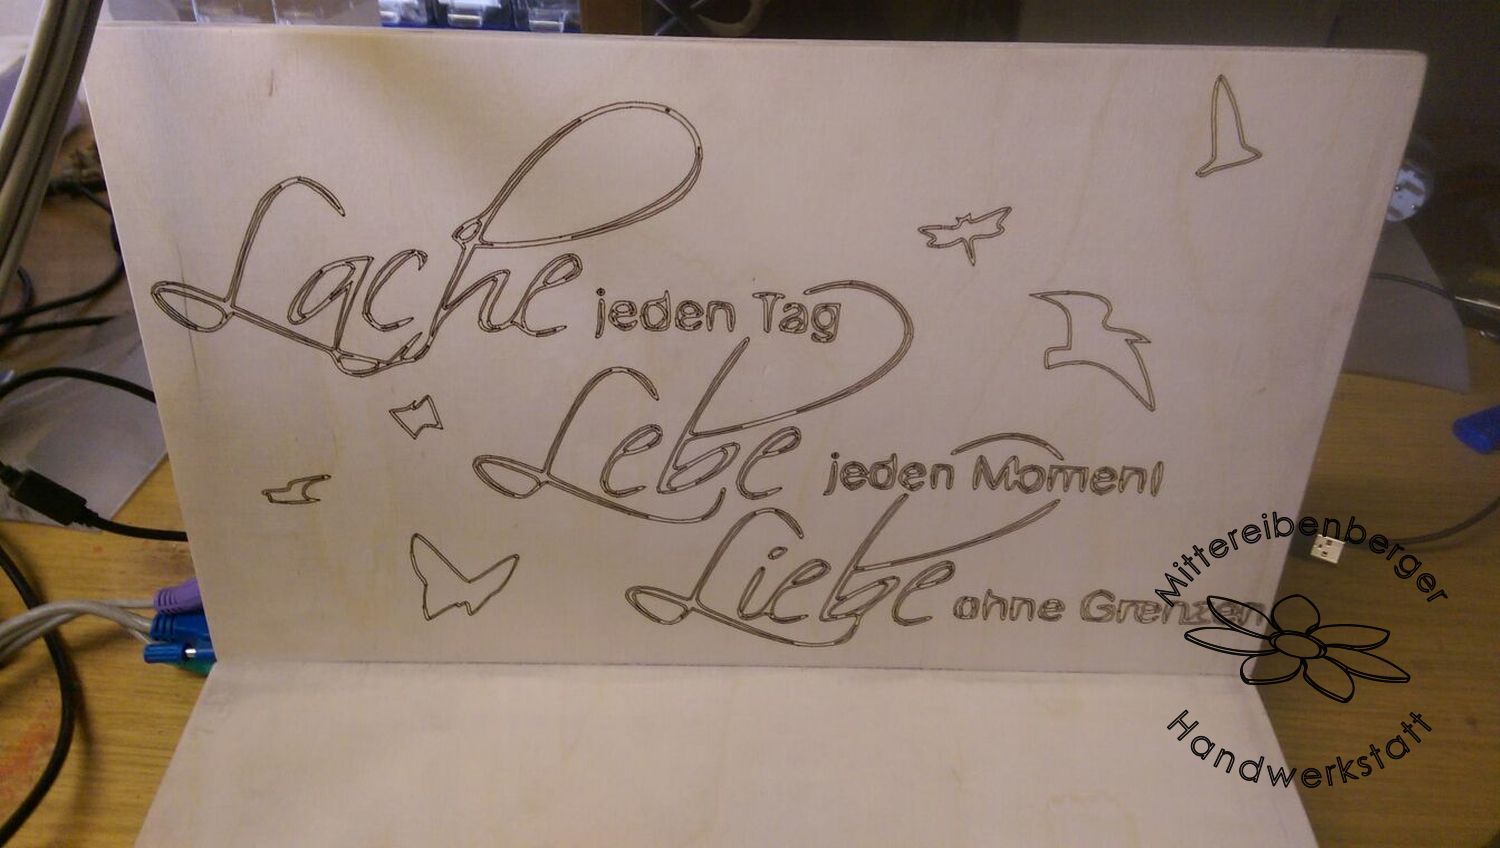 Lache jeden Tag
Lebe jeden Moment
Liebe ohne Grenzen
Mittereibenberger
Handwerkstatt